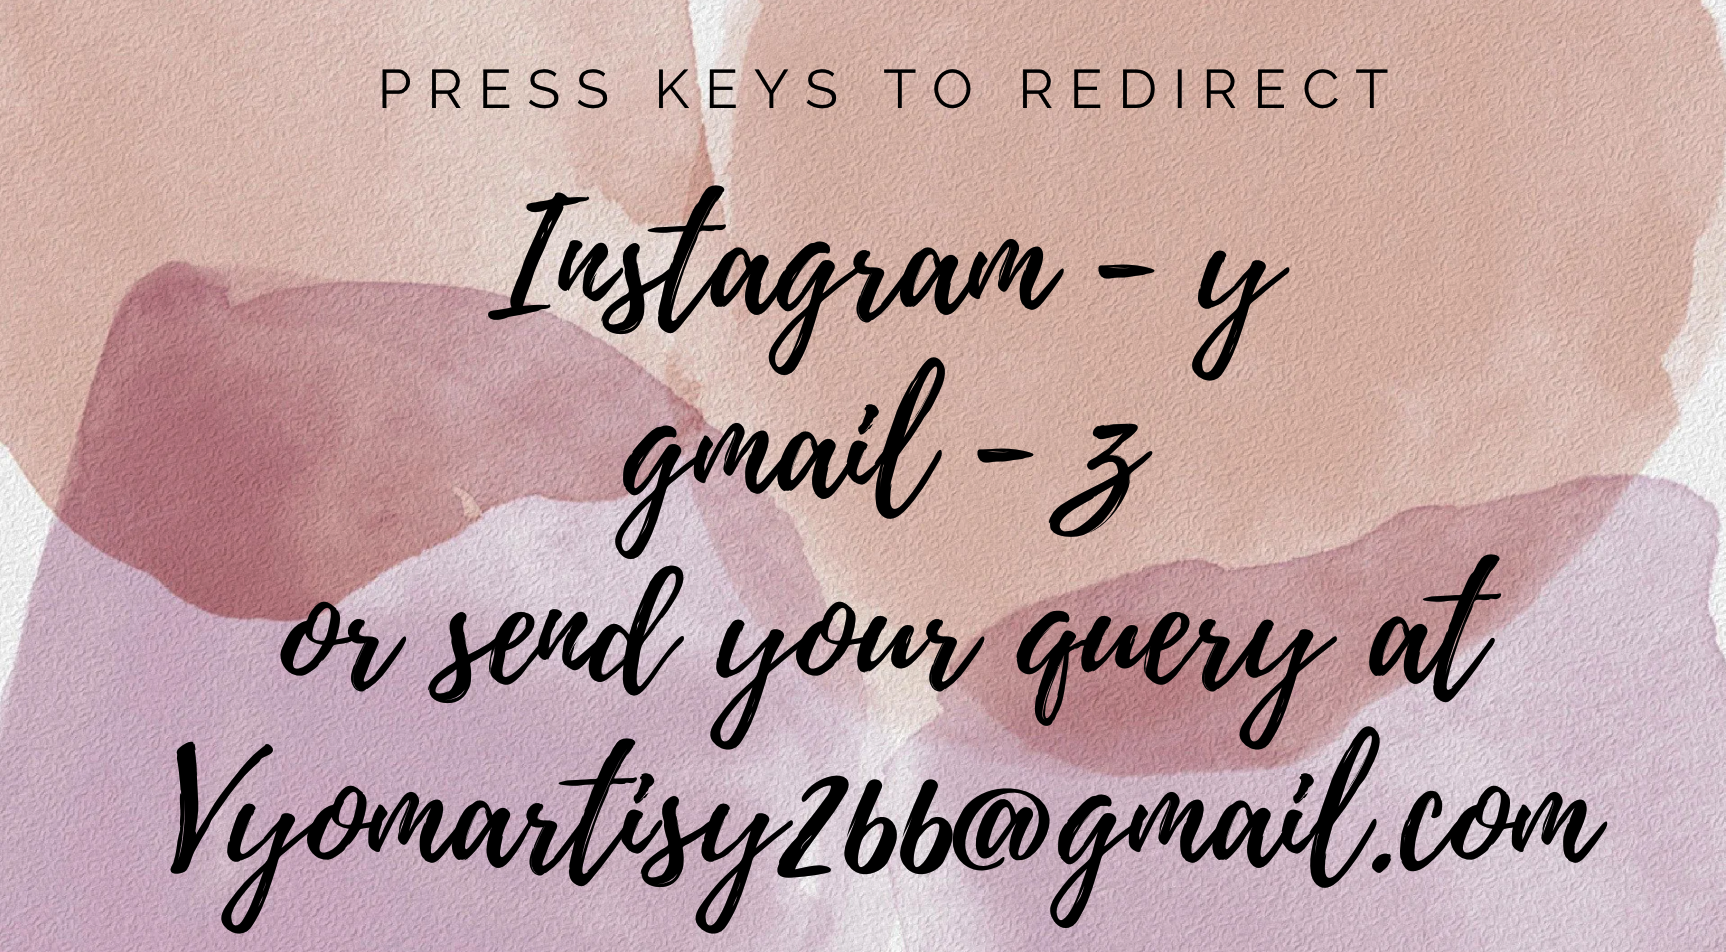 PRESS KEYS TO REDIRECT
Instagram - y
gmail - z
or send your query at
Vyomartisy266@gmail.com